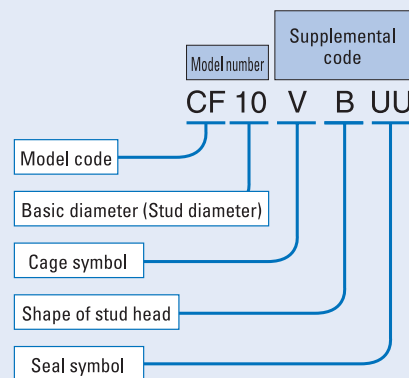 Supplemental
code
Model number
CF 10 V B UU
Model code
Basic diameter (Stud diameter)
Cage symbol
Shape of stud head
Seal symbol